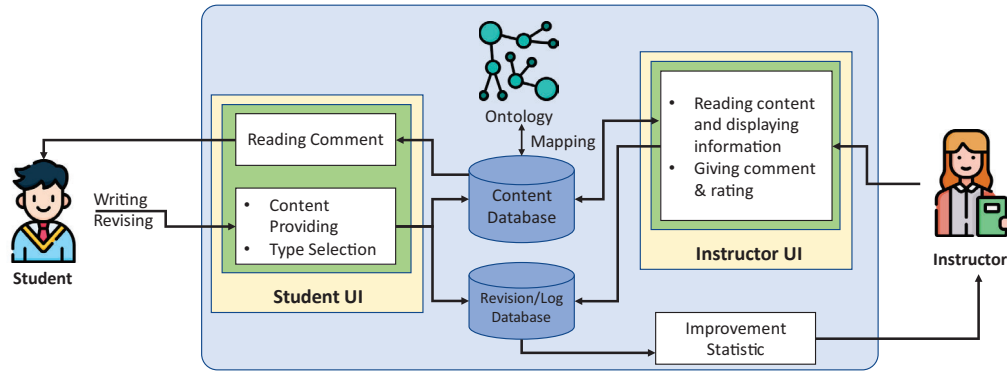 Ontology
Mapping
Reading Comment
Writing
Revising
• Content
Providing
• Type Selection
Student
Student UI
Content
Database
Revision/Log
Database
• Reading content
and displaying
information
• Giving comment
& rating
Instructor UI
Instructor
Improvement
Statistic